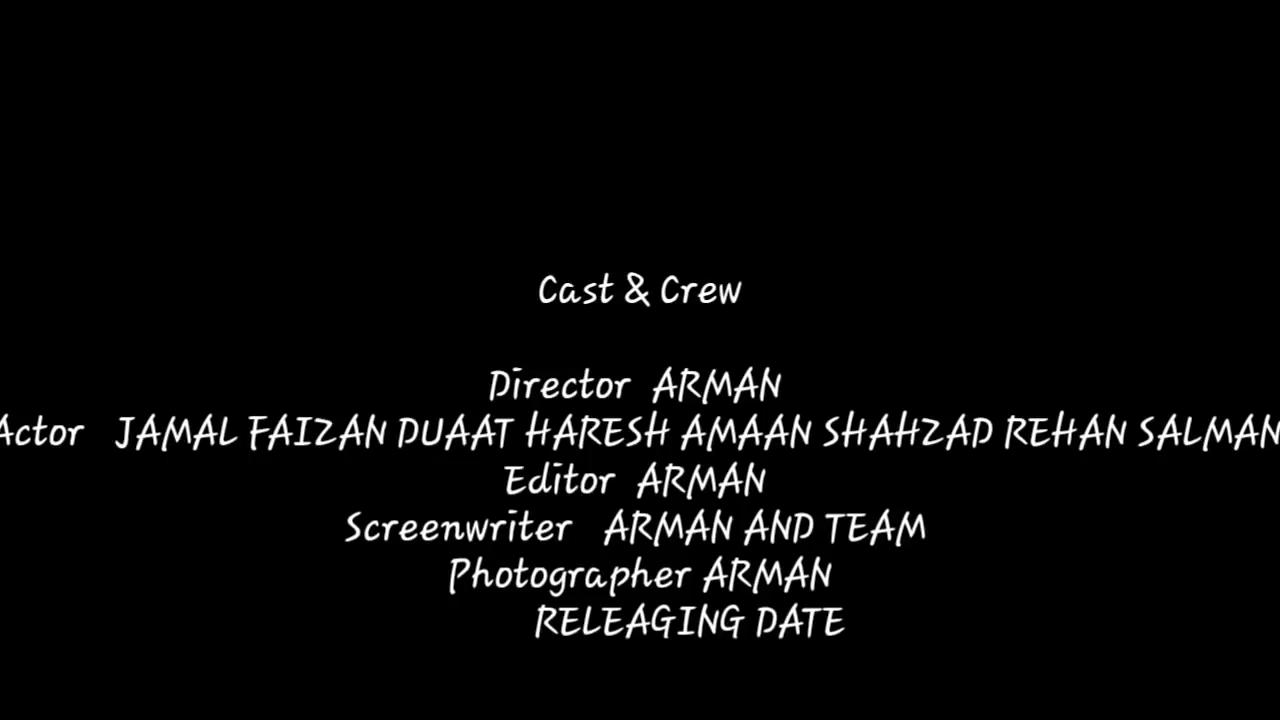 Cast & Crew
Director ARMAN
Actor JAMAL FAIZAN DUAAT HARESH AMAAN SHAHZAD REHAN SALMAN
Editor ARMAN
Screenwriter ARMAN AND TEAM
Photographer ARMAN
RELEAGING DATE